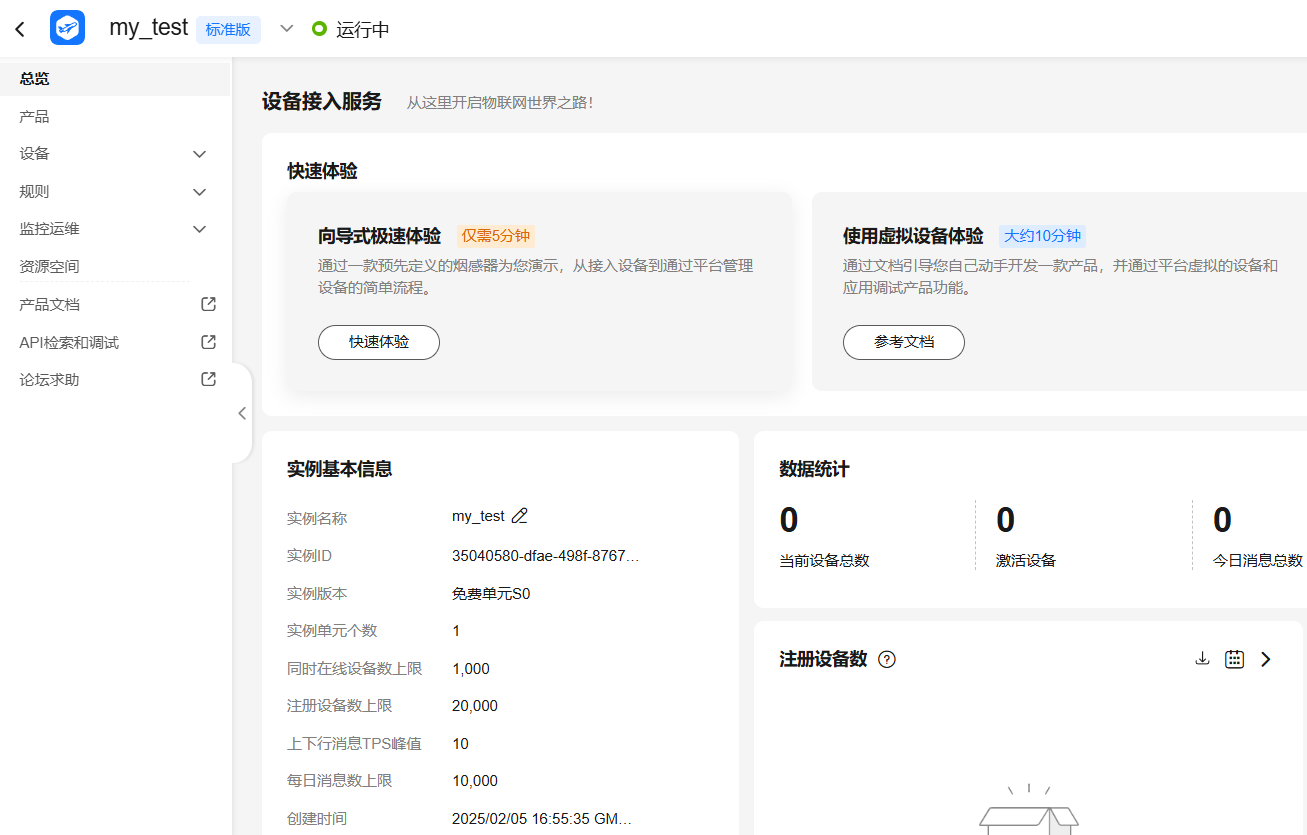 my_test 标准版 运行中
总览
产品
设备
规则
监控运维
资源空间
产品文档
API检索和调试
论坛求助
设备接入服务 从这里开启物联网世界之路!
快速体验
向导式极速体验 仅需5分钟
通过一款预先定义的烟感器为您演示，从接入设备到通过平台管理
设备的简单流程。
快速体验
使用虚拟设备体验 大约10分钟
通过文档引导您自己动手开发一款产品，并通过平台虚拟的设备和
应用调试产品功能。
参考文档
实例基本信息
实例名称 my_test
实例ID 35040580-dfae-498f-8767...
实例版本 免费单元S0
实例单元个数 1
同时在线设备数上限 1,000
注册设备数上限 20,000
上下行消息TPS峰值 10
每日消息数上限 10,000
创建时间 2025/02/05 16:55:35 GM...
数据统计
0 0 0
当前设备总数 激活设备 今日消息总数
注册设备数